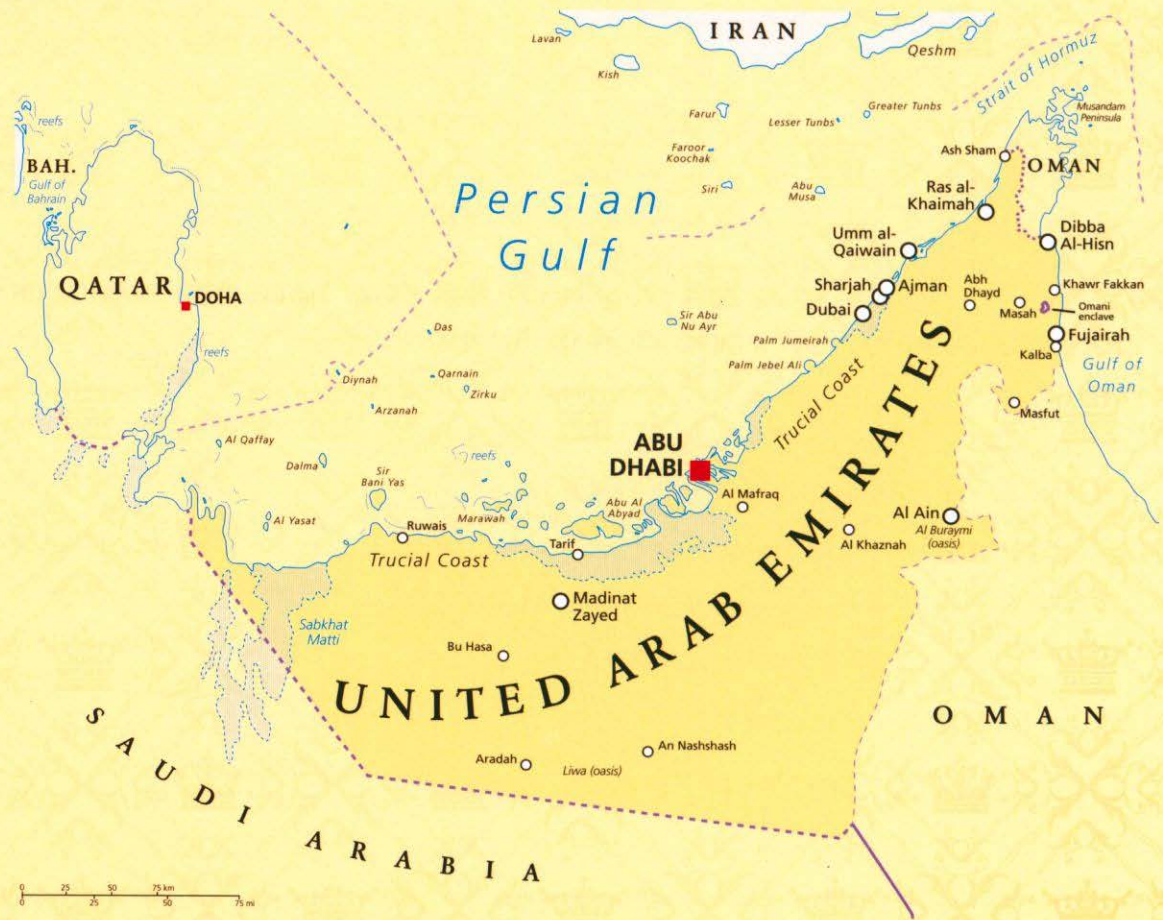 IRAN
Lavan
Kish
Qeshm
Strait of Hormuz
reefs
Farur
Lesser Tunbs
Greater Tunbs
Musandam
Peninsula
BAH.
Gulf of
Bahrain
Faroor
Koochak
Ash Sham
OMAN
Persian
Gulf
Siri
Abu
Musa
Ras al-
Khaimah
Umm al-
Qaiwain
Dibba
Al-Hisn
QATAR
DOHA
Sharjah
Ajman
Dubai
Abh
Dhayd
Khawr Fakkan
Masah
Omani
enclave
Das
Sir Abu
Nu Ayr
Palm Jumeirah
Fujairah
Kalba
reefs
Palm Jebel Ali
Gulf of
Oman
Diynah
Qarnain
Zirku
Arzanah
Trucial Coast
Masfut
Al Qaffay
Dalma
reefs
ABU
DHABI
Sir
Bani Yas
Al Mafraq
Al Yasat
Ruwais
Marawah
Abu Al
Abyad
Al Ain
Al Buraymi
(oasis)
Al Khaznah
Trucial Coast
Tarif
Madinat
Zayed
Sabkhat
Matti
Bu Hasa
UNITED ARAB EMIRATES
OMAN
An Nashshash
Aradah
Liwa (oasis)
SAUDI ARABIA
0 25 50 75 km
0 25 50 75 mi